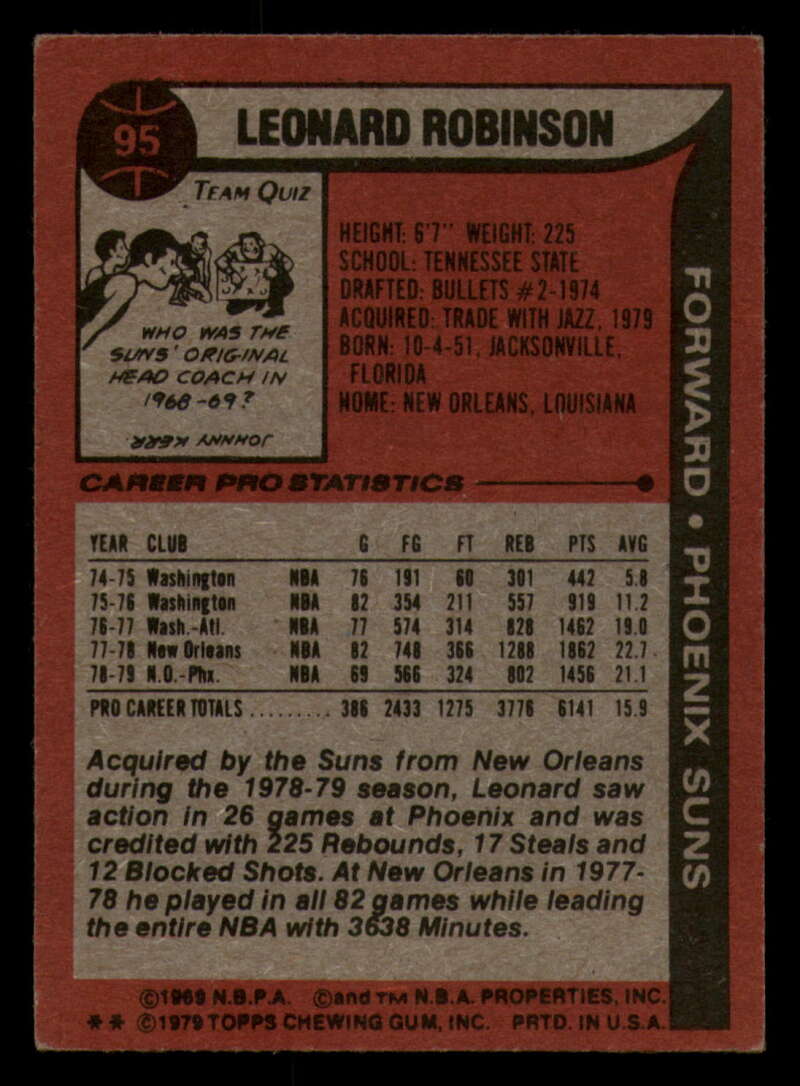 95
LEONARD ROBINSON
TEAM QUIZ
WHO WAS THE
SUNS' ORIGINAL
HEAD COACH IN
1968-69?
JOHNNY KERR.
HEIGHT: 6'7" WEIGHT: 225
SCHOOL: TENNESSEE STATE
DRAFTED: BULLETS #2-1974
ACQUIRED: TRADE WITH JAZZ, 1979
BORN: 10-4-51, JACKSONVILLE,
FLORIDA
HOME: NEW ORLEANS, LOUISIANA
FORWARD • PHOENIX SUNS
CAREER PRO STATISTICS
YEAR CLUB G FG FT REB PTS AVG
74-75 Washington NBA 76 191 60 301 442 5.8
75-76 Washington NBA 82 354 211 557 919 11.2
76-77 Wash.-Atl. NBA 77 574 314 828 1462 19.0
77-78 New Orleans NBA 82 748 366 1288 1862 22.7
78-79 N.O.-Phx. NBA 69 566 324 802 1456 21.1
PRO CAREER TOTALS ......... 386 2433 1275 3776 6141 15.9
Acquired by the Suns from New Orleans
during the 1978-79 season, Leonard saw
action in 26 games at Phoenix and was
credited with 225 Rebounds, 17 Steals and
12 Blocked Shots. At New Orleans in 1977-
78 he played in all 82 games while leading
the entire NBA with 3638 Minutes.
©1969 N.B.P.A. ©and TM N.B.A. PROPERTIES, INC.
** ©1979 TOPPS CHEWING GUM, INC. PRTD. IN U.S.A.